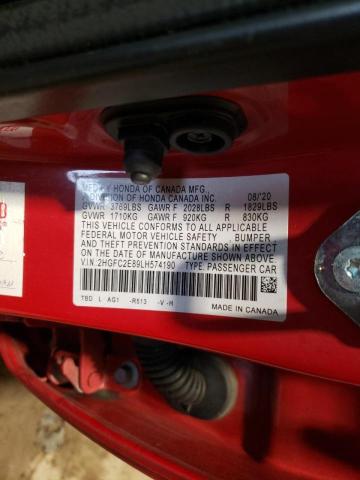 MFD. BY HONDA OF CANADA MFG.,
DIVISION OF HONDA CANADA INC. 08/'20
GVWR 3769LBS GAWR F 2028LBS R 1829LBS
GVWR 1710KG GAWR F 920KG R 830KG
THIS VEHICLE CONFORMS TO ALL APPLICABLE
FEDERAL MOTOR VEHICLE SAFETY , BUMPER
AND THEFT PREVENTION STANDARDS IN EFFECT
ON THE DATE OF MANUFACTURE SHOWN ABOVE.
V.I.N.:2HGFC2E89LH574190 TYPE: PASSENGER CAR
TBD L AG1 -R513 -V-H
MADE IN CANADA